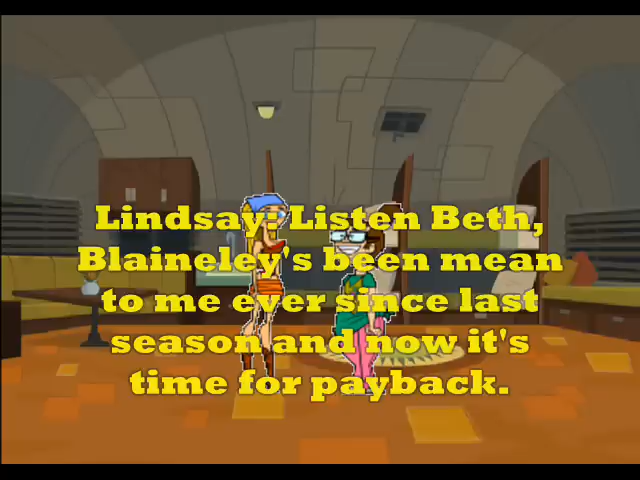 Lindsay: Listen Beth,
Blaineley's been mean
to me ever since last
season and now it's
time for payback.